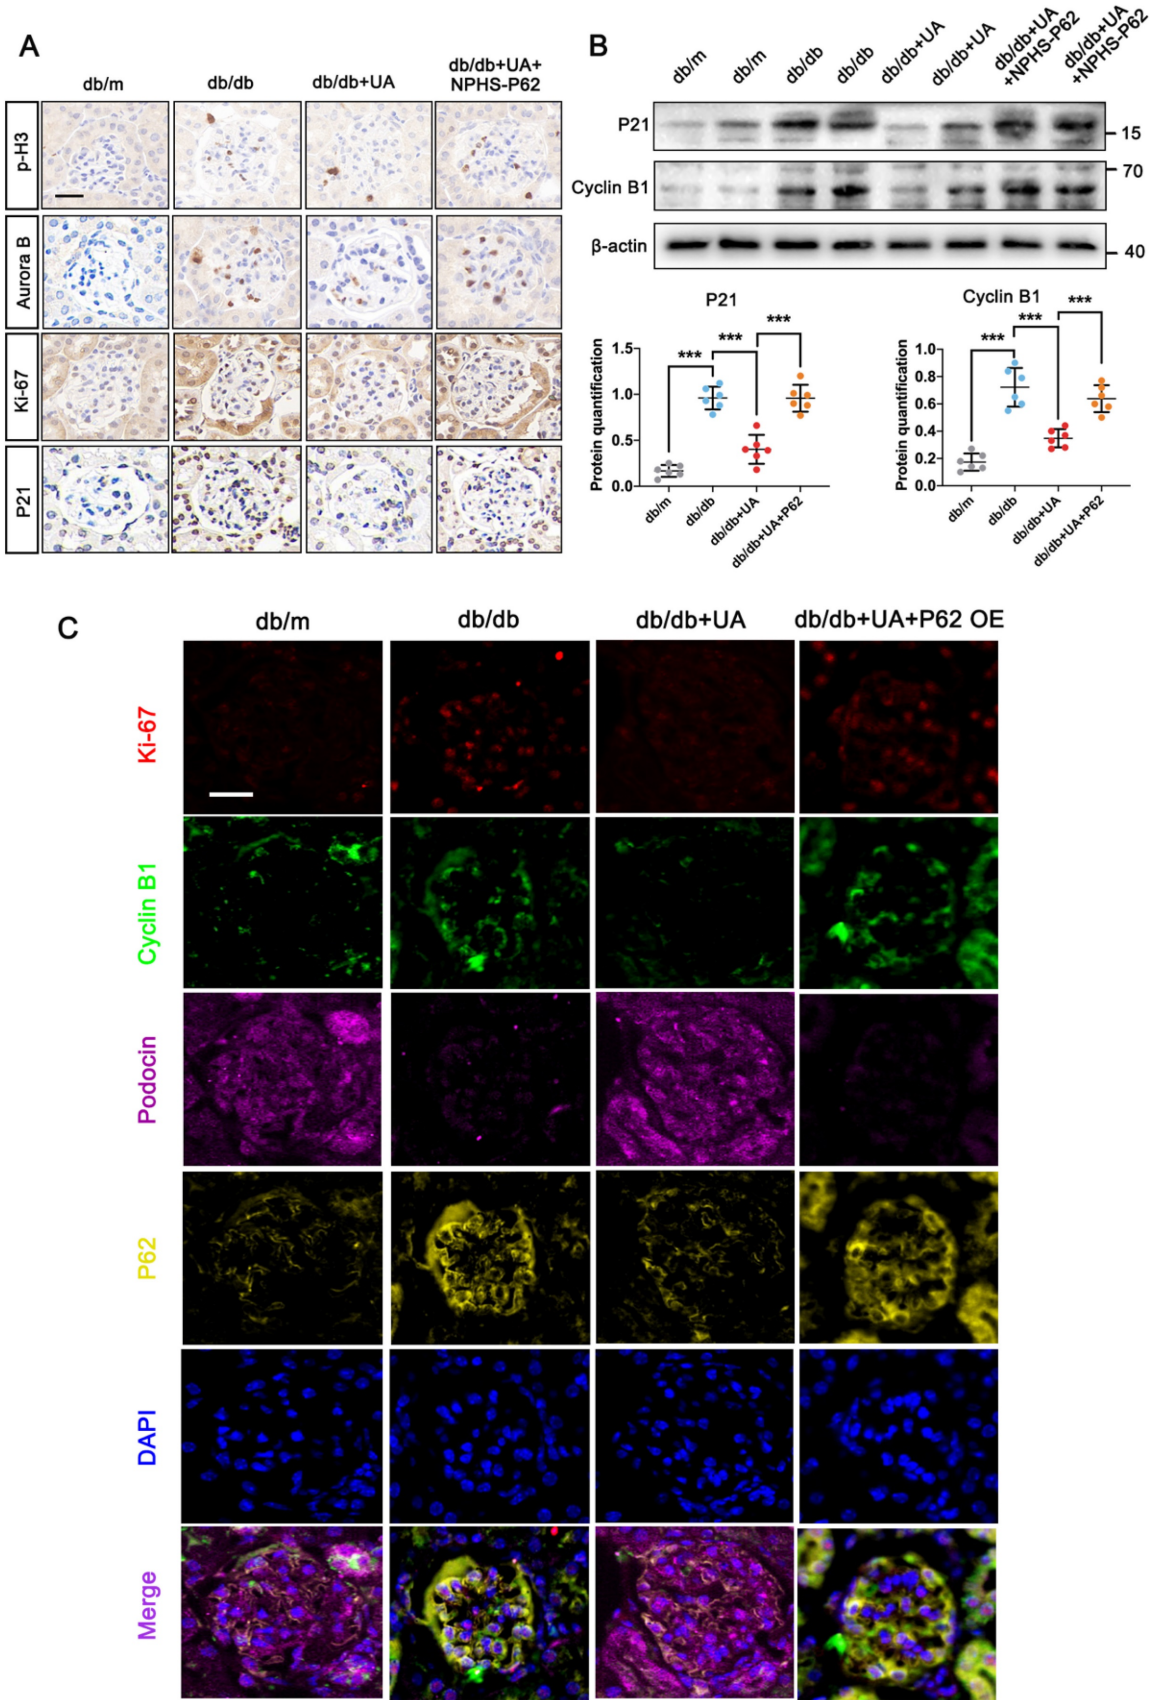 A
db/m
db/db
db/db+UA
db/db+UA+
NPHS-P62
p-H3
Aurora B
Ki-67
P21
B
db/m
db/m
db/db
db/db
db/db+UA
db/db+UA
db/db+UA
+NPHS-P62
db/db+UA
+NPHS-P62
P21
15
Cyclin B1
70
β-actin
40
P21
Protein quantification
1.5
1.0
0.5
0.0
***
***
***
db/m
db/db
db/db+UA
db/db+UA+P62
Cyclin B1
Protein quantification
1.0
0.8
0.6
0.4
0.2
0.0
***
***
***
db/m
db/db
db/db+UA
db/db+UA+P62
C
db/m
db/db
db/db+UA
db/db+UA+P62 OE
Ki-67
Cyclin B1
Podocin
P62
DAPI
Merge